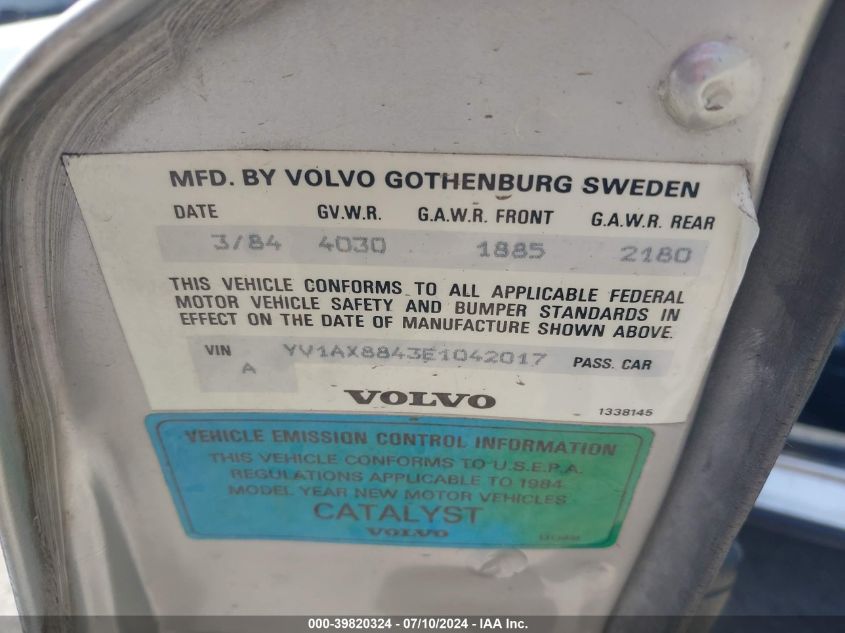 MFD. BY VOLVO GOTHENBURG SWEDEN
DATE G.V.W.R. G.A.W.R. FRONT G.A.W.R. REAR
3/84 4030 1885 2180
THIS VEHICLE CONFORMS TO ALL APPLICABLE FEDERAL
MOTOR VEHICLE SAFETY AND BUMPER STANDARDS IN
EFFECT ON THE DATE OF MANUFACTURE SHOWN ABOVE.
VIN YV1AX8843E1042017 PASS. CAR
A
VOLVO
1338145
VEHICLE EMISSION CONTROL INFORMATION
THIS VEHICLE CONFORMS TO U.S.E.P.A.
REGULATIONS APPLICABLE TO 1984
MODEL YEAR NEW MOTOR VEHICLES
CATALYST
VOLVO
000-39820324 - 07/10/2024 - IAA Inc.